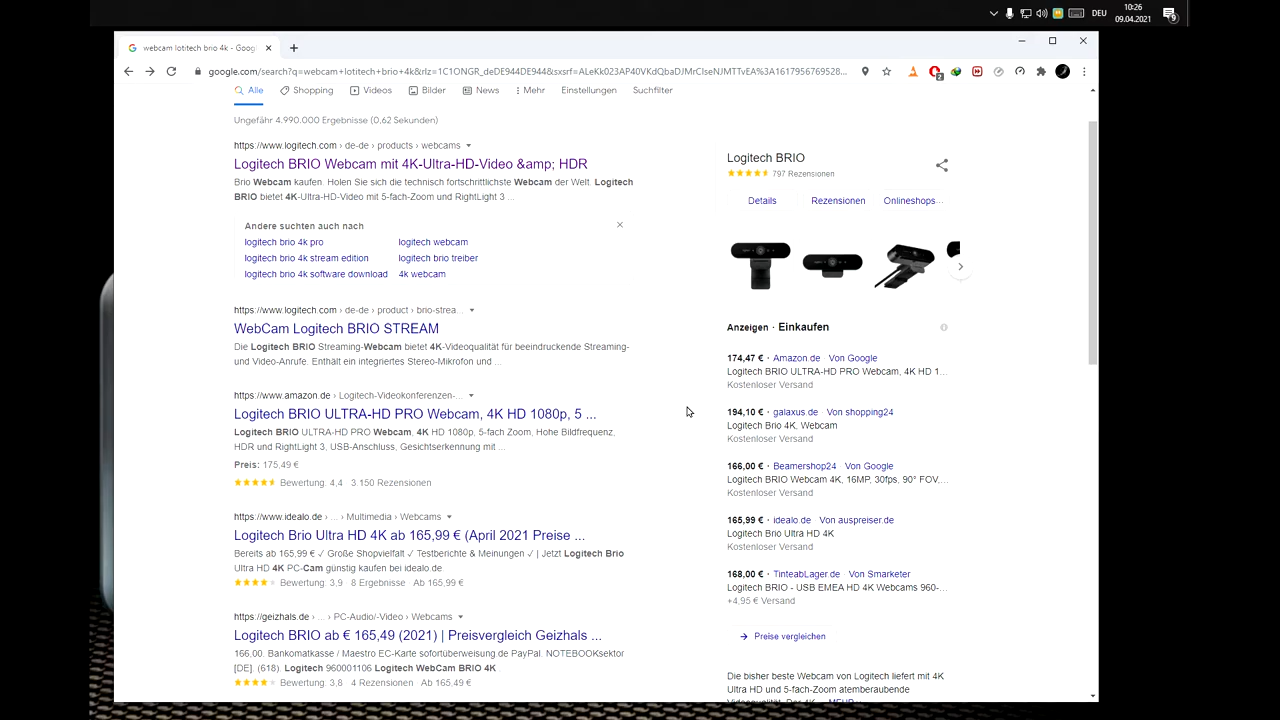 DEU
10:26
09.04.2021
9
webcam lotitech brio 4k - Googl
google.com/search?q=webcam+lotitech+brio+4k&rlz=1C1ONGR_deDE944DE944&sxsrf=ALeKk023AP40VKdQbaDJMrCIseNJMTTvEA%3A1617956769528...
2
Alle
Shopping
Videos
Bilder
News
Mehr
Einstellungen
Suchfilter
Ungefähr 4.990.000 Ergebnisse (0,62 Sekunden)
https://www.logitech.com › de-de › products › webcams
Logitech BRIO Webcam mit 4K-Ultra-HD-Video &amp; HDR
Brio Webcam kaufen. Holen Sie sich die technisch fortschrittlichste Webcam der Welt. Logitech
BRIO bietet 4K-Ultra-HD-Video mit 5-fach-Zoom und RightLight 3 ...
Andere suchten auch nach
logitech brio 4k pro
logitech webcam
logitech brio 4k stream edition
logitech brio treiber
logitech brio 4k software download
4k webcam
https://www.logitech.com › de-de › product › brio-strea...
WebCam Logitech BRIO STREAM
Die Logitech BRIO Streaming-Webcam bietet 4K-Videoqualität für beeindruckende Streaming-
und Video-Anrufe. Enthält ein integriertes Stereo-Mikrofon und ...
https://www.amazon.de › Logitech-Videokonferenzen-...
Logitech BRIO ULTRA-HD PRO Webcam, 4K HD 1080p, 5 ...
Logitech BRIO ULTRA-HD PRO Webcam, 4K HD 1080p, 5-fach Zoom, Hohe Bildfrequenz,
HDR und RightLight 3, USB-Anschluss, Gesichtserkennung mit ...
Preis: 175,49 €
Bewertung: 4,4 · 3 150 Rezensionen
https://www.idealo.de › ... › Multimedia › Webcams
Logitech Brio Ultra HD 4K ab 165,99 € (April 2021 Preise ...
Bereits ab 165,99 € ✓ Große Shopvielfalt ✓ Testberichte & Meinungen ✓ | Jetzt Logitech Brio
Ultra HD 4K PC-Cam günstig kaufen bei idealo.de
Bewertung: 3,9 · 8 Ergebnisse · Ab 165,99 €
https://geizhals.de › ... › PC-Audio/-Video › Webcams
Logitech BRIO ab € 165,49 (2021) | Preisvergleich Geizhals ...
166,00. Bankomatkasse / Maestro EC-Karte sofortüberweisung.de PayPal. NOTEBOOKsektor
[DE]. (618). Logitech 960001106 Logitech WebCam BRIO 4K
Bewertung: 3,8 · 4 Rezensionen · Ab 165,49 €
Logitech BRIO
797 Rezensionen
Details
Rezensionen
Onlineshops...
Anzeigen · Einkaufen
174,47 € · Amazon.de · Von Google
Logitech BRIO ULTRA-HD PRO Webcam, 4K HD 1...
Kostenloser Versand
194,10 € · galaxus.de · Von shopping24
Logitech Brio 4K, Webcam
Kostenloser Versand
166,00 € · Beamershop24 · Von Google
Logitech BRIO Webcam 4K, 16MP, 30fps, 90° FOV,...
Kostenloser Versand
165,99 € · idealo.de · Von auspreiser.de
Logitech Brio Ultra HD 4K
Kostenloser Versand
168,00 € · TinteabLager.de · Von Smarketer
Logitech BRIO - USB EMEA HD 4K Webcams 960-...
+4,95 € Versand
Preise vergleichen
Die bisher beste Webcam von Logitech liefert mit 4K
Ultra HD und 5-fach-Zoom atemberaubende